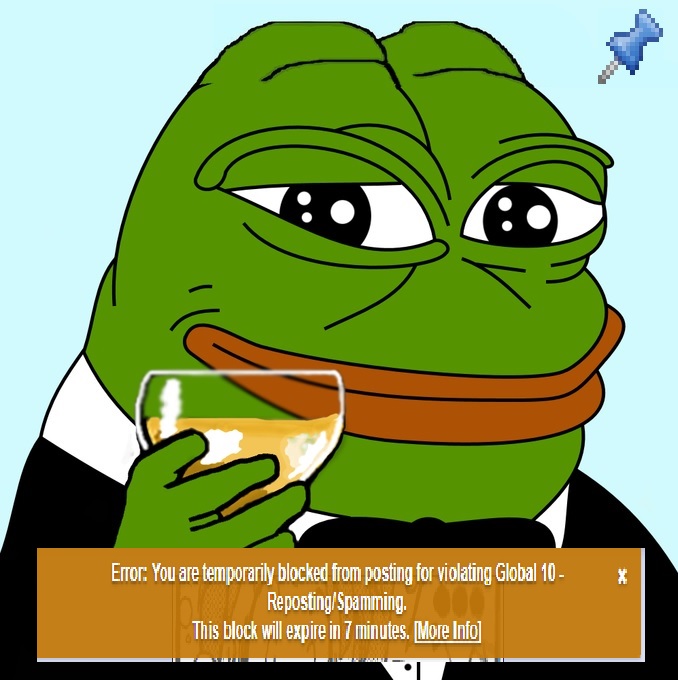 Error: You are temporarily blocked from posting for violating Global 10 -
Reposting/Spamming.
This block will expire in 7 minutes. [More Info]
x